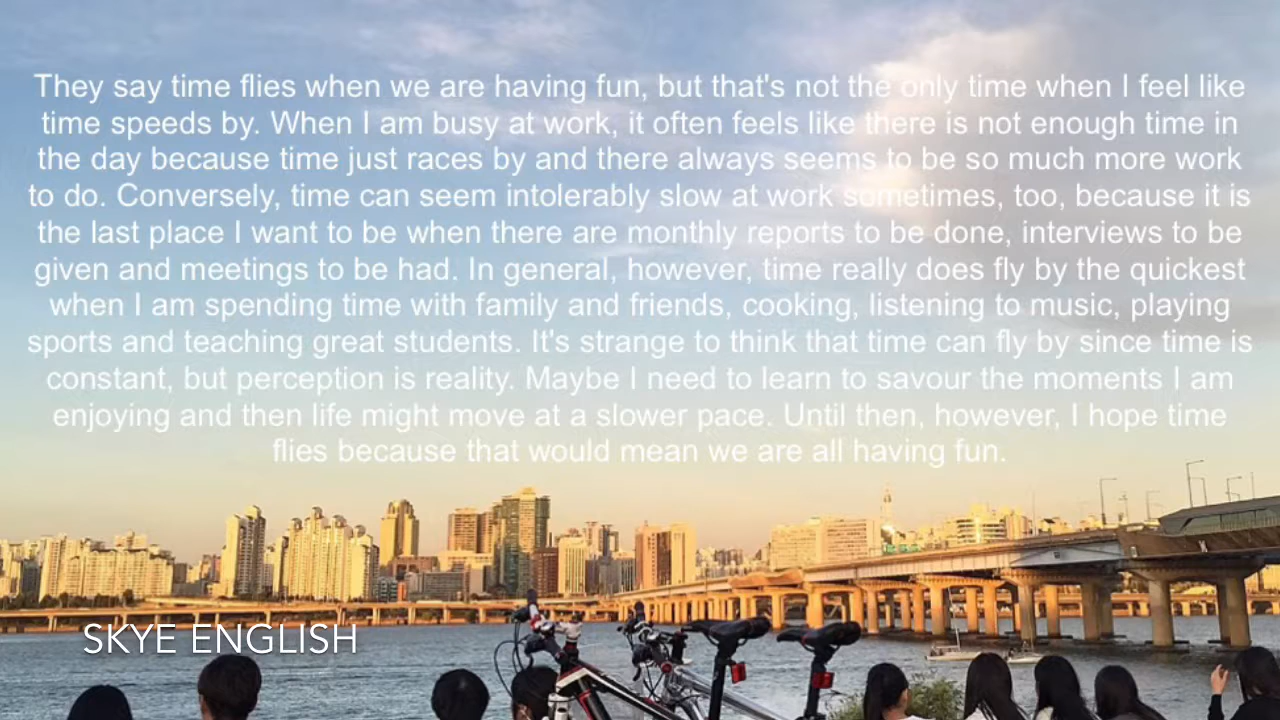 They say time flies when we are having fun, but that's not the only time when I feel like
time speeds by. When I am busy at work, it often feels like there is not enough time in
the day because time just races by and there always seems to be so much more work
to do. Conversely, time can seem intolerably slow at work sometimes, too, because it is
the last place I want to be when there are monthly reports to be done, interviews to be
given and meetings to be had. In general, however, time really does fly by the quickest
when I am spending time with family and friends, cooking, listening to music, playing
sports and teaching great students. It's strange to think that time can fly by since time is
constant, but perception is reality. Maybe I need to learn to savour the moments I am
enjoying and then life might move at a slower pace. Until then, however, I hope time
flies because that would mean we are all having fun.
SKYE ENGLISH